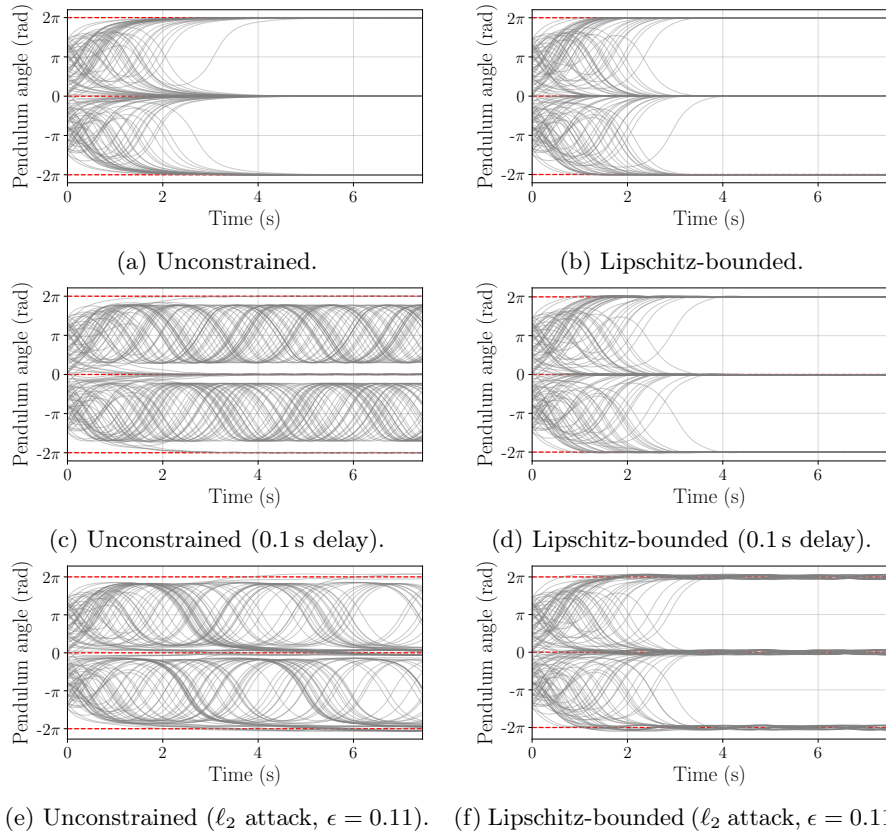 2π
π
0
-π
-2π
Pendulum angle (rad)
0 2 4 6
Time (s)
(a) Unconstrained.
2π
π
0
-π
-2π
Pendulum angle (rad)
0 2 4 6
Time (s)
(b) Lipschitz-bounded.
2π
π
0
-π
-2π
Pendulum angle (rad)
0 2 4 6
Time (s)
(c) Unconstrained (0.1 s delay).
2π
π
0
-π
-2π
Pendulum angle (rad)
0 2 4 6
Time (s)
(d) Lipschitz-bounded (0.1 s delay).
2π
π
0
-π
-2π
Pendulum angle (rad)
0 2 4 6
Time (s)
(e) Unconstrained (ℓ₂ attack, ϵ = 0.11).
2π
π
0
-π
-2π
Pendulum angle (rad)
0 2 4 6
Time (s)
(f) Lipschitz-bounded (ℓ₂ attack, ϵ = 0.11